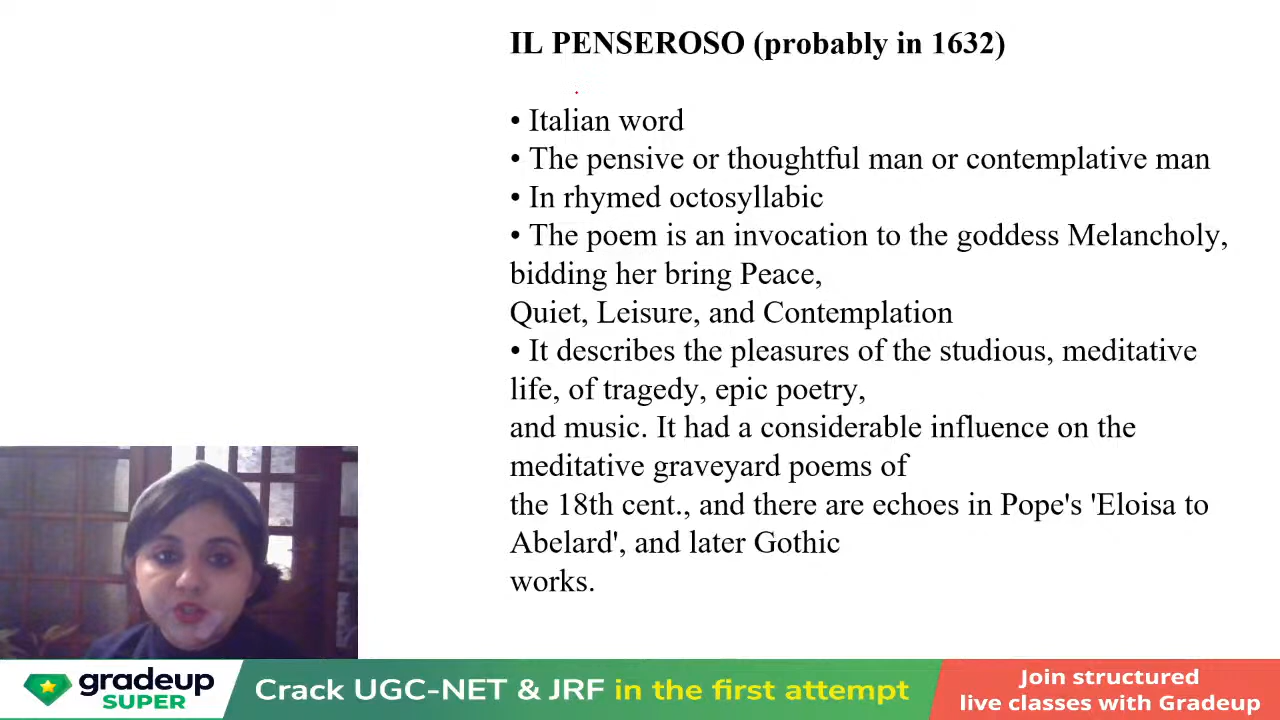 IL PENSEROSO (probably in 1632)
• Italian word
• The pensive or thoughtful man or contemplative man
• In rhymed octosyllabic
• The poem is an invocation to the goddess Melancholy,
bidding her bring Peace,
Quiet, Leisure, and Contemplation
• It describes the pleasures of the studious, meditative
life, of tragedy, epic poetry,
and music. It had a considerable influence on the
meditative graveyard poems of
the 18th cent., and there are echoes in Pope's 'Eloisa to
Abelard', and later Gothic
works.
gradeup
SUPER
Crack UGC-NET & JRF in the first attempt
Join structured
live classes with Gradeup